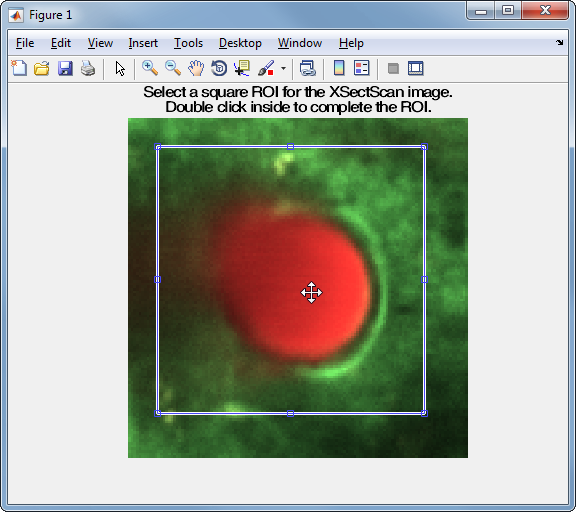 Figure 1
File Edit View Insert Tools Desktop Window Help
Select a square ROI for the XSectScan image.
Double click inside to complete the ROI.